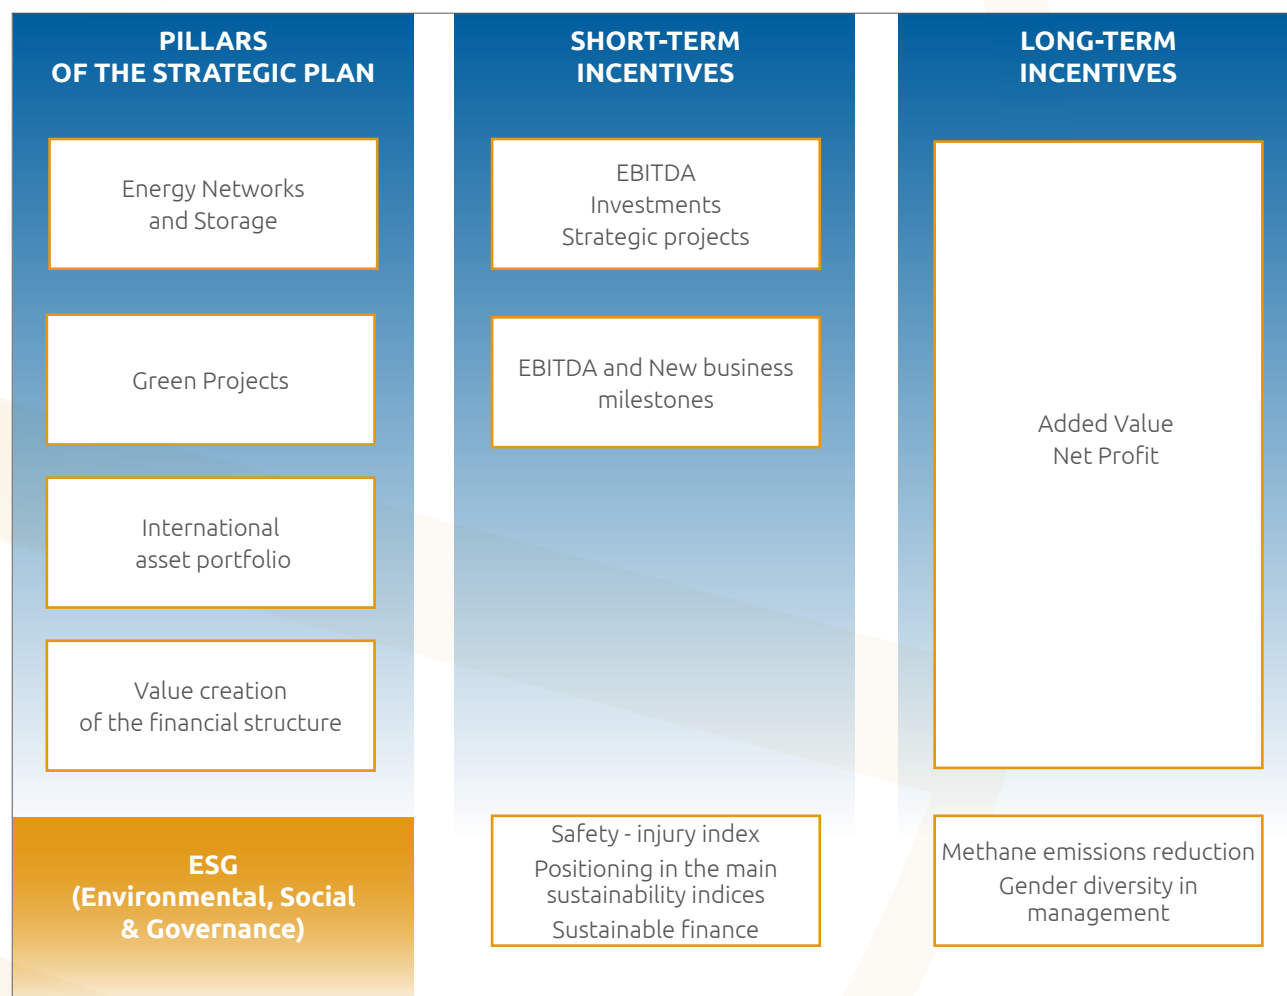 PILLARS
OF THE STRATEGIC PLAN
Energy Networks
and Storage
Green Projects
International
asset portfolio
Value creation
of the financial structure
ESG
(Environmental, Social
& Governance)
SHORT-TERM
INCENTIVES
EBITDA
Investments
Strategic projects
EBITDA and New business
milestones
Safety - injury index
Positioning in the main
sustainability indices
Sustainable finance
LONG-TERM
INCENTIVES
Added Value
Net Profit
Methane emissions reduction
Gender diversity in
management